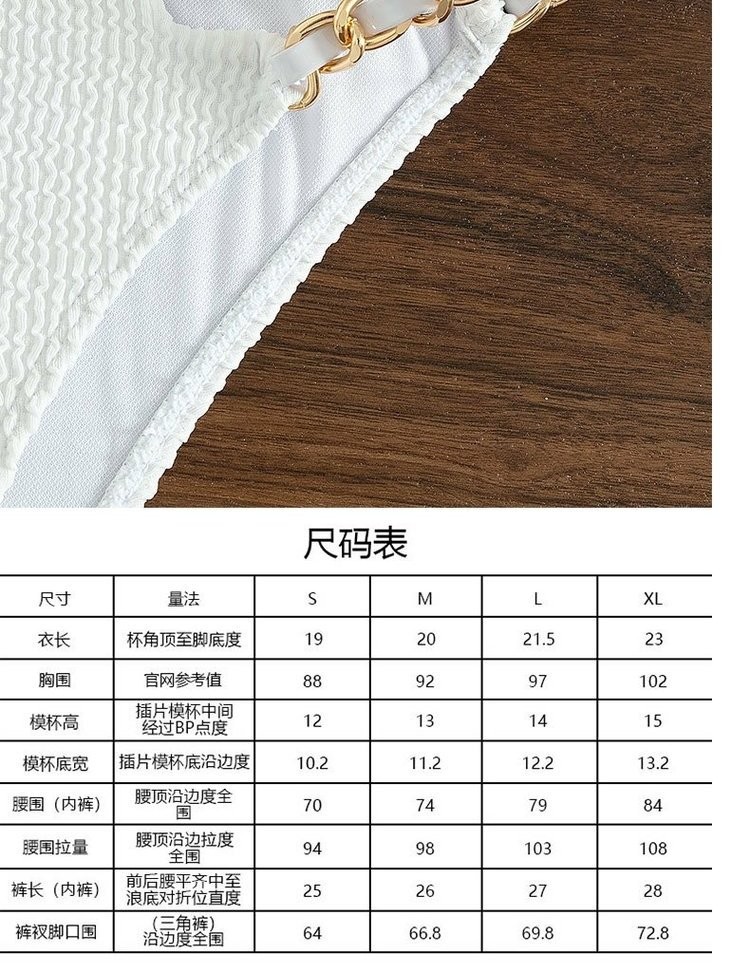 尺码表
尺寸 量法 S M L XL
衣长 杯角顶至脚底度 19 20 21.5 23
胸围 官网参考值 88 92 97 102
模杯高 插片模杯中间 12 13 14 15
经过BP点度
模杯底宽 插片模杯底沿边度 10.2 11.2 12.2 13.2
腰围（内裤） 腰顶沿边度全 70 74 79 84
围
腰围拉量 腰顶沿边拉度 94 98 103 108
全围
裤长（内裤） 前后腰平齐中至 25 26 27 28
浪底对折位直度
裤衩脚口围 （三角裤） 64 66.8 69.8 72.8
沿边度全围